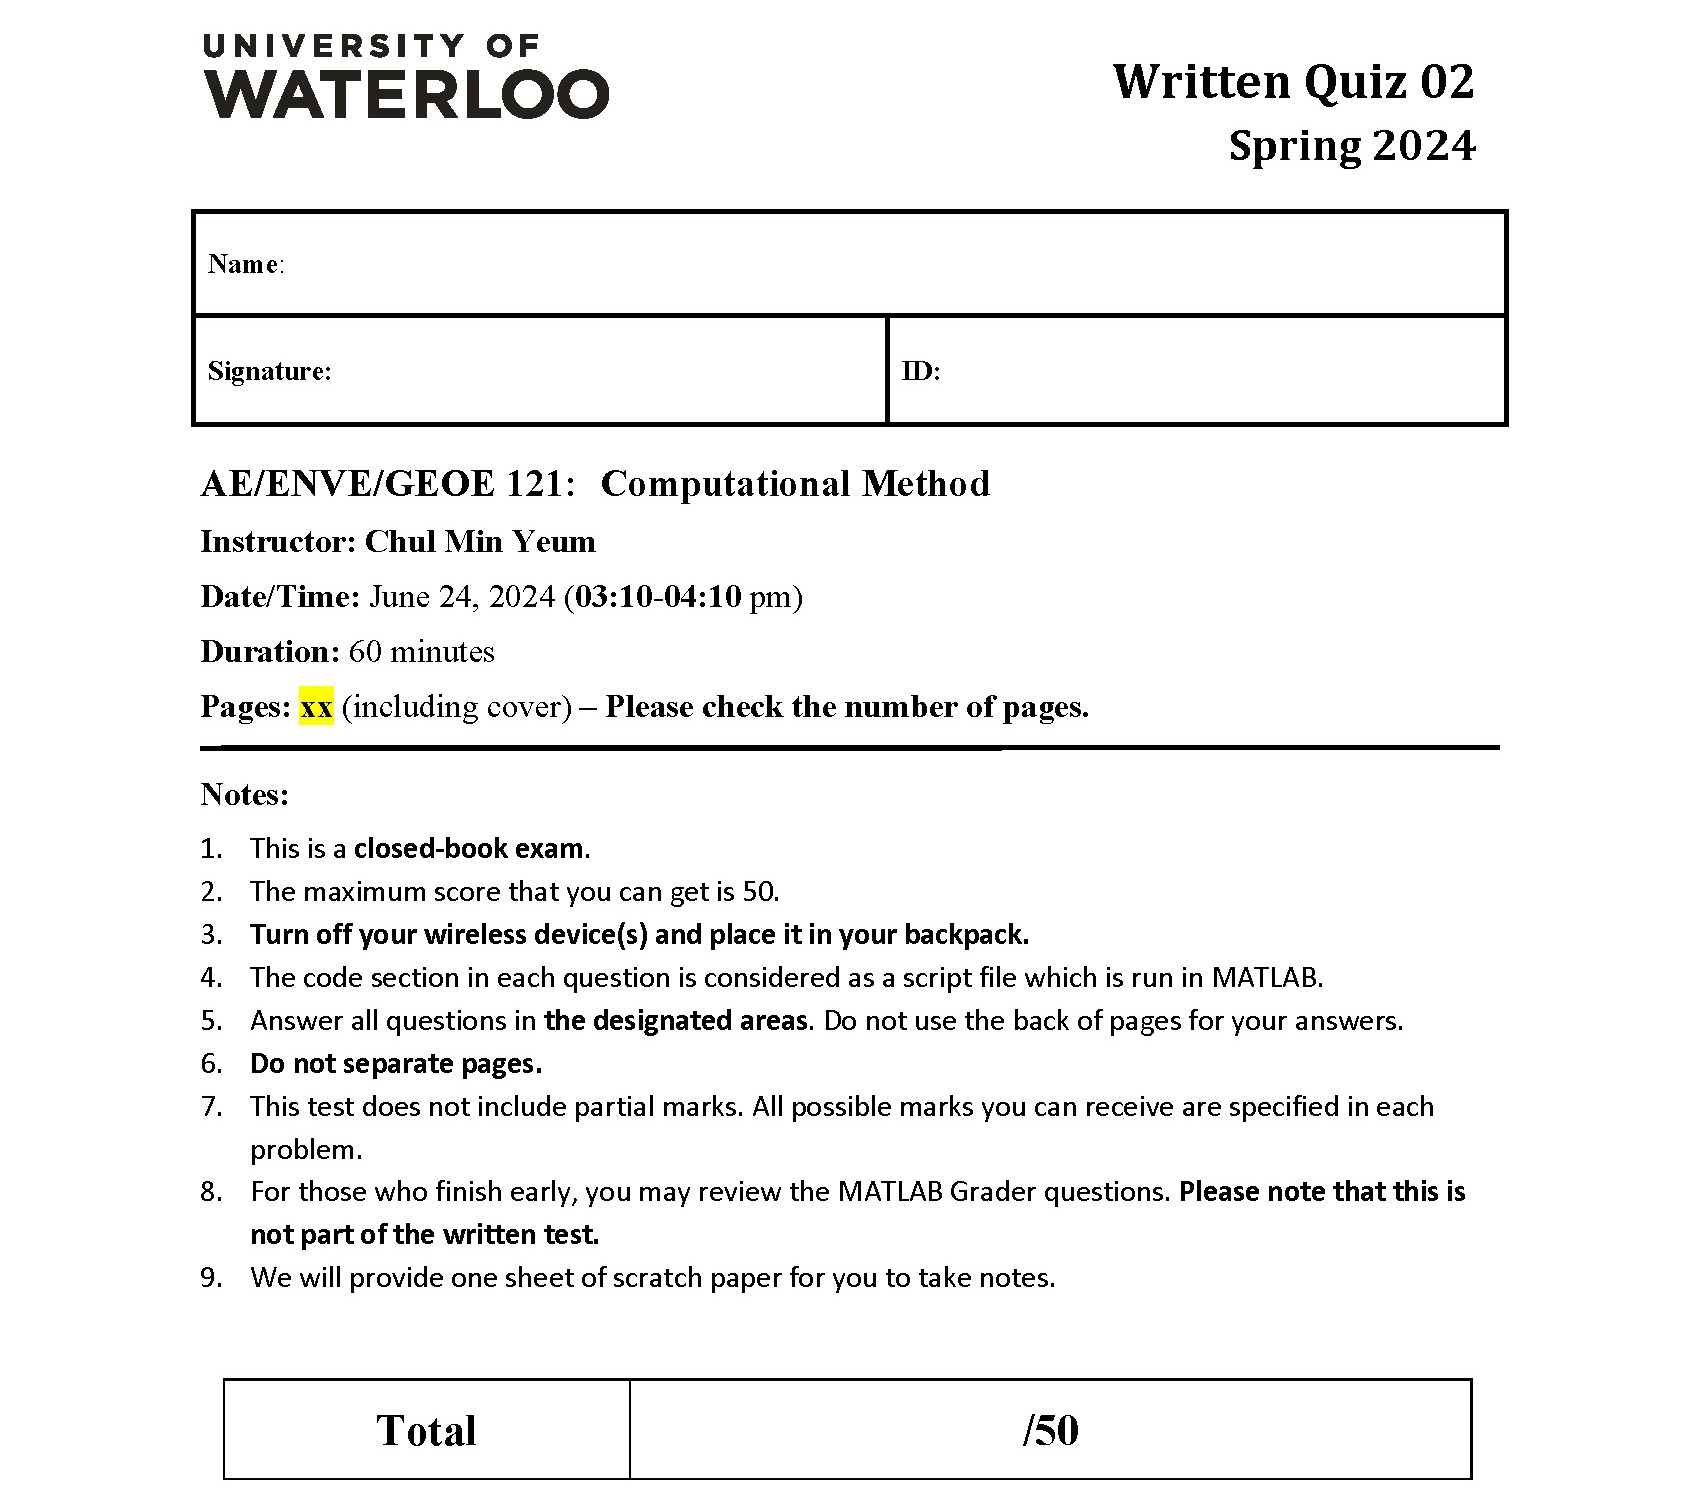 UNIVERSITY OF
WATERLOO
Written Quiz 02
Spring 2024
Name:
Signature:
ID:
AE/ENVE/GEOE 121: Computational Method
Instructor: Chul Min Yeum
Date/Time: June 24, 2024 (03:10-04:10 pm)
Duration: 60 minutes
Pages: xx (including cover) – Please check the number of pages.
Notes:
1. This is a closed-book exam.
2. The maximum score that you can get is 50.
3. Turn off your wireless device(s) and place it in your backpack.
4. The code section in each question is considered as a script file which is run in MATLAB.
5. Answer all questions in the designated areas. Do not use the back of pages for your answers.
6. Do not separate pages.
7. This test does not include partial marks. All possible marks you can receive are specified in each
problem.
8. For those who finish early, you may review the MATLAB Grader questions. Please note that this is
not part of the written test.
9. We will provide one sheet of scratch paper for you to take notes.
Total
/50